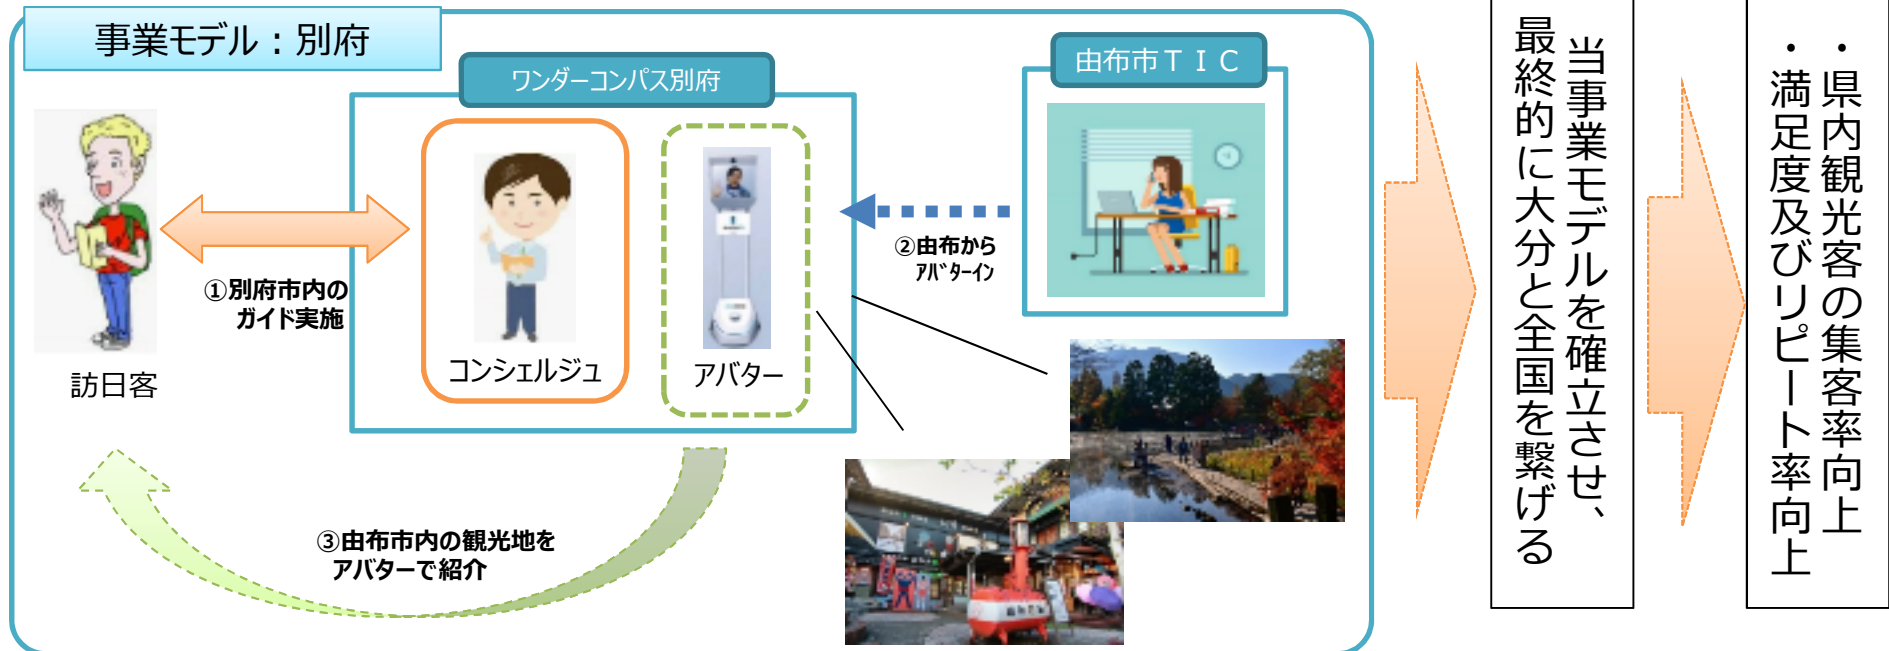 事業モデル：別府
ワンダーコンパス別府
由布市ＴＩＣ
①別府市内の
ガイド実施
訪日客
コンシェルジュ
アバター
②由布から
ｱﾊﾞﾀｰｲﾝ
③由布市内の観光地を
アバターで紹介
当事業モデルを確立させ、
最終的に大分と全国を繋げる
・県内観光客の集客率向上
・満足度及びリピート率向上